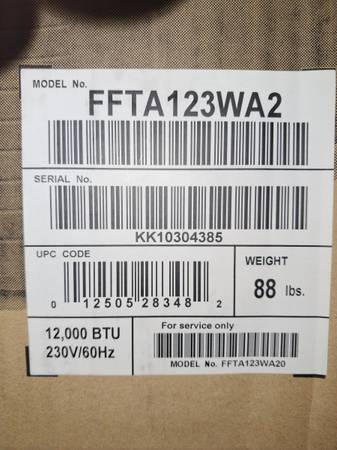 MODEL No.
FFTA123WA2
SERIAL No.
KK10304385
UPC CODE
0 12505 28348 2
WEIGHT
88 lbs.
12,000 BTU
230V/60Hz
For service only
MODEL No. FFTA123WA20